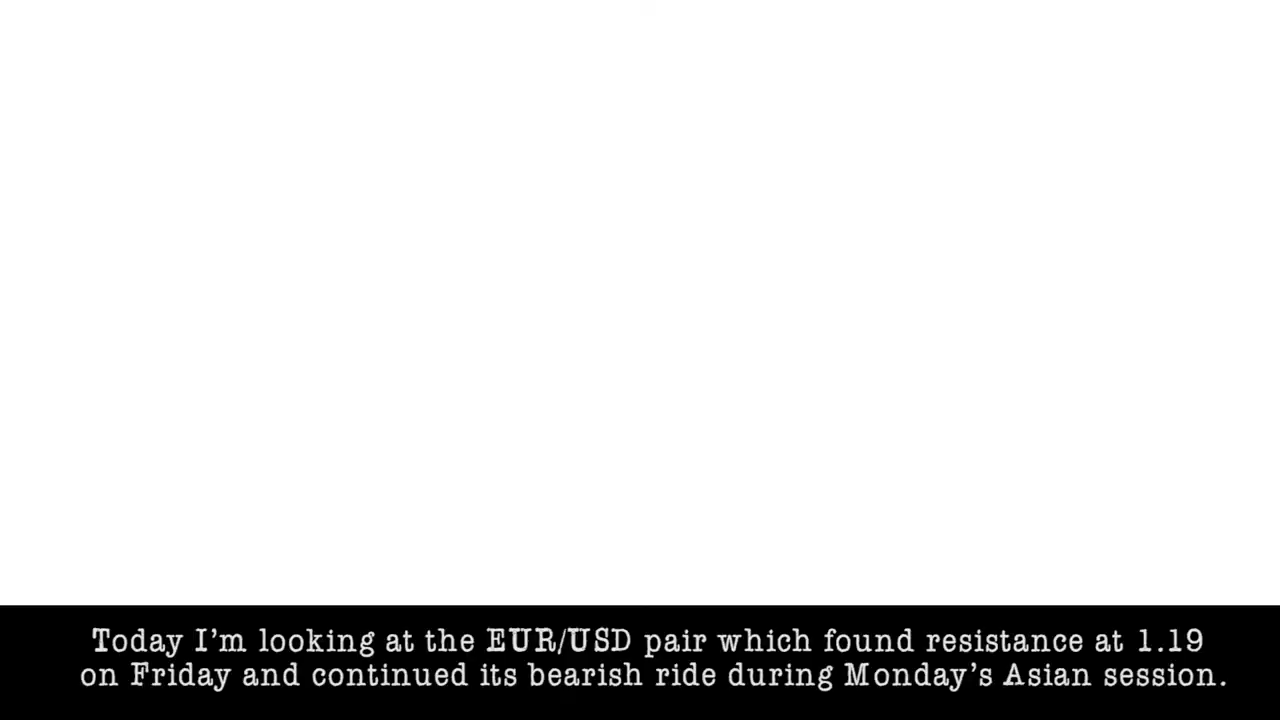 Today I’m looking at the EUR/USD pair which found resistance at 1.19
on Friday and continued its bearish ride during Monday’s Asian session.